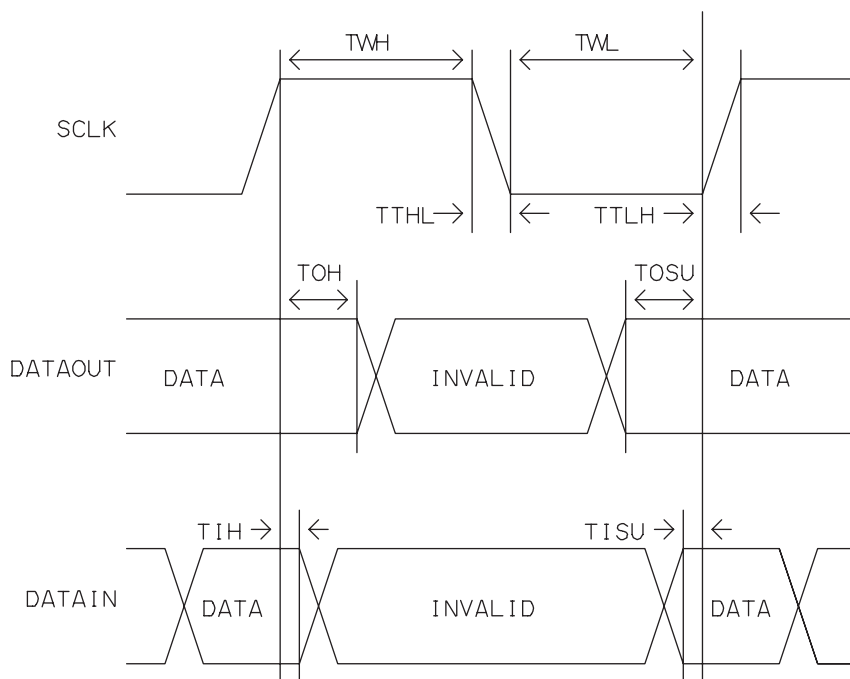 TWH TWL
SCLK
TTHL TTLH
TOH TOSU
DATAOUT DATA INVALID DATA
TIH TISU
DATAIN DATA INVALID DATA